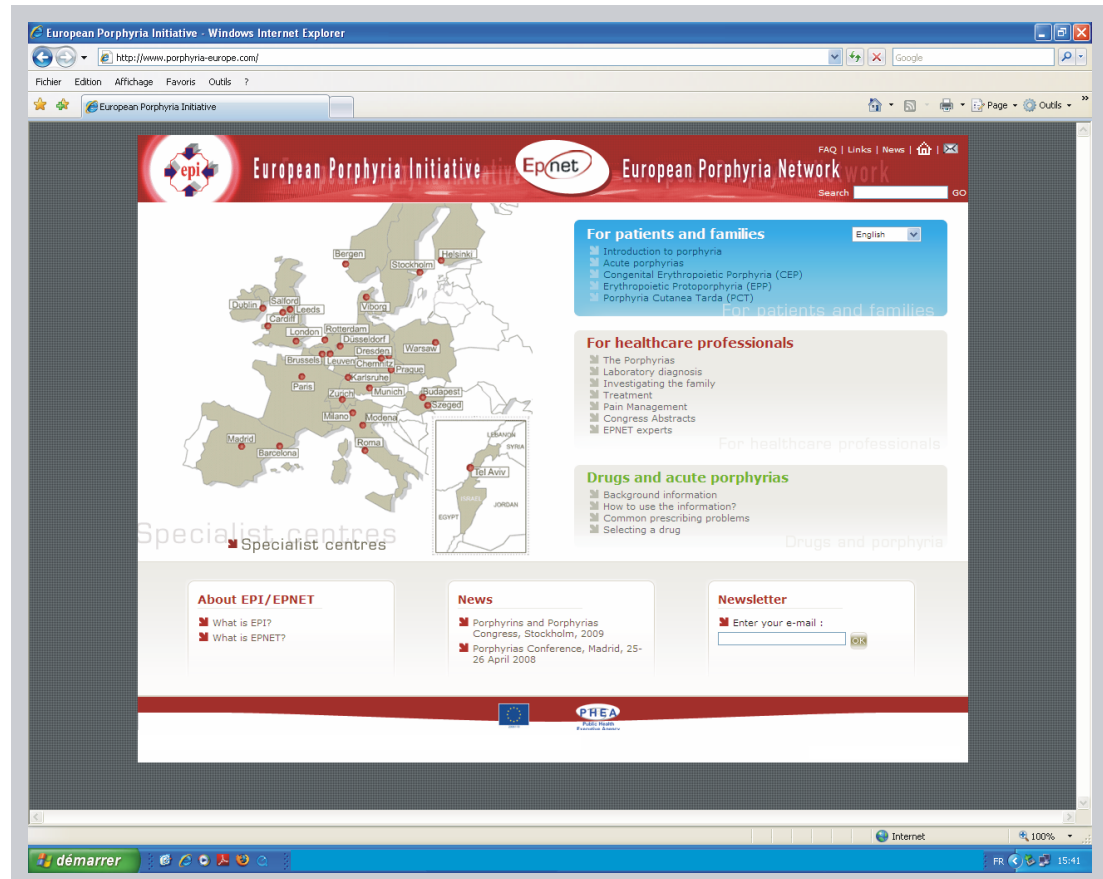 European Porphyria Initiative - Windows Internet Explorer
http://www.porphyria-europe.com/
Google
Fichier Edition Affichage Favoris Outils ?
European Porphyria Initiative
Page Outils
epi
European Porphyria Initiative
Epnet
European Porphyria Network
FAQ | Links | News |
Search GO
Bergen
Helsinki
Stockholm
Dublin
Salford
Leeds
Viborg
Cardiff
London
Rotterdam
Düsseldorf
Dresden
Warsaw
Brussels
Leuven
Chemnitz
Prague
Karlsruhe
Paris
Zurich
Munich
Budapest
Szeged
Milano
Modena
Madrid
Barcelona
Roma
LEBANON
SYRIA
Tel Aviv
ISRAEL
JORDAN
EGYPT
Specialist centres
Specialist centres
For patients and families
English
Introduction to porphyria
Acute porphyrias
Congenital Erythropoietic Porphyria (CEP)
Erythropoietic Protoporphyria (EPP)
Porphyria Cutanea Tarda (PCT)
For patients and families
For healthcare professionals
The Porphyrias
Laboratory diagnosis
Investigating the family
Treatment
Pain Management
Congress Abstracts
EPNET experts
For healthcare professionals
Drugs and acute porphyrias
Background information
How to use the information?
Common prescribing problems
Selecting a drug
Drugs and porphyria
About EPI/EPNET
What is EPI?
What is EPNET?
News
Porphyrins and Porphyrias
Congress, Stockholm, 2009
Porphyrias Conference, Madrid, 25-
26 April 2008
Newsletter
Enter your e-mail :
OK
PHEA
Public Health
Executive Agency
Internet
100%
démarrer
FR
15:41